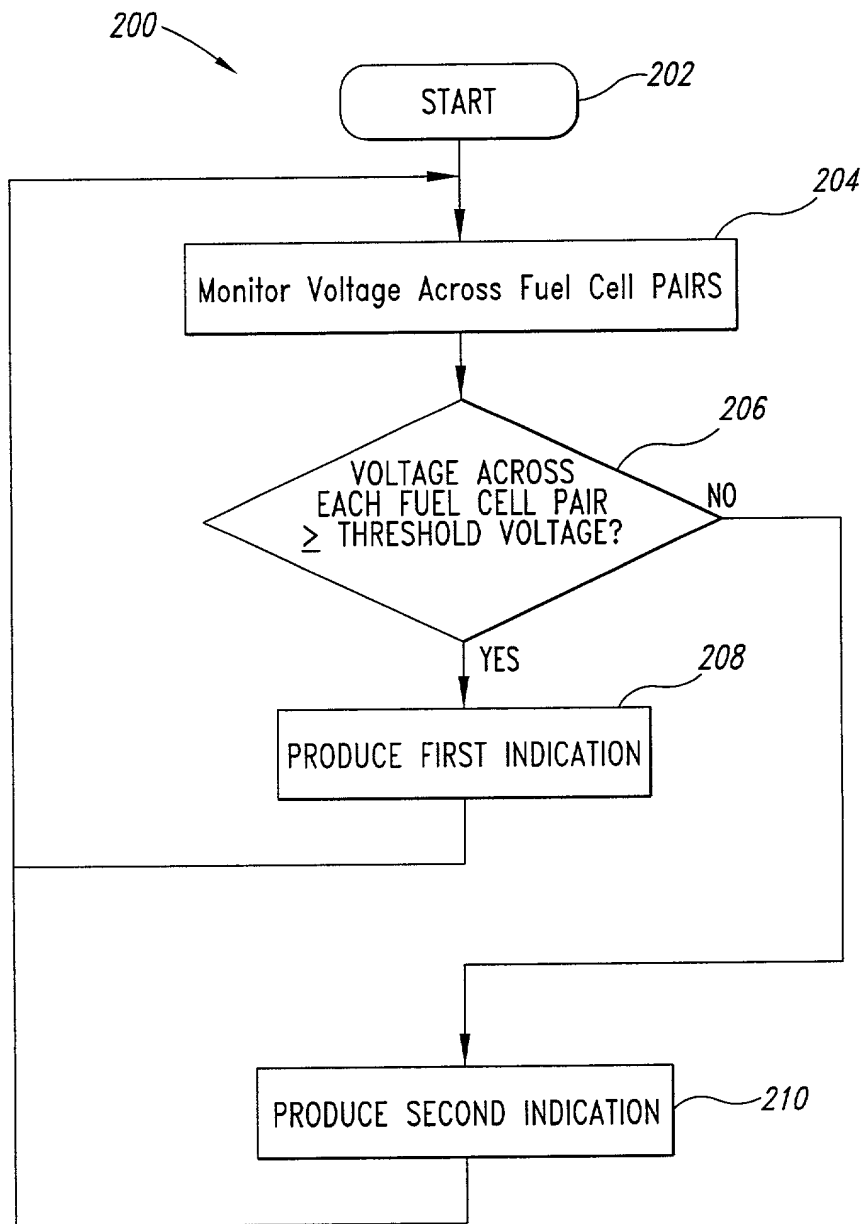 200
START
202
204
Monitor Voltage Across Fuel Cell PAIRS
206
VOLTAGE ACROSS
EACH FUEL CELL PAIR
≥ THRESHOLD VOLTAGE?
NO
YES
208
PRODUCE FIRST INDICATION
PRODUCE SECOND INDICATION
210